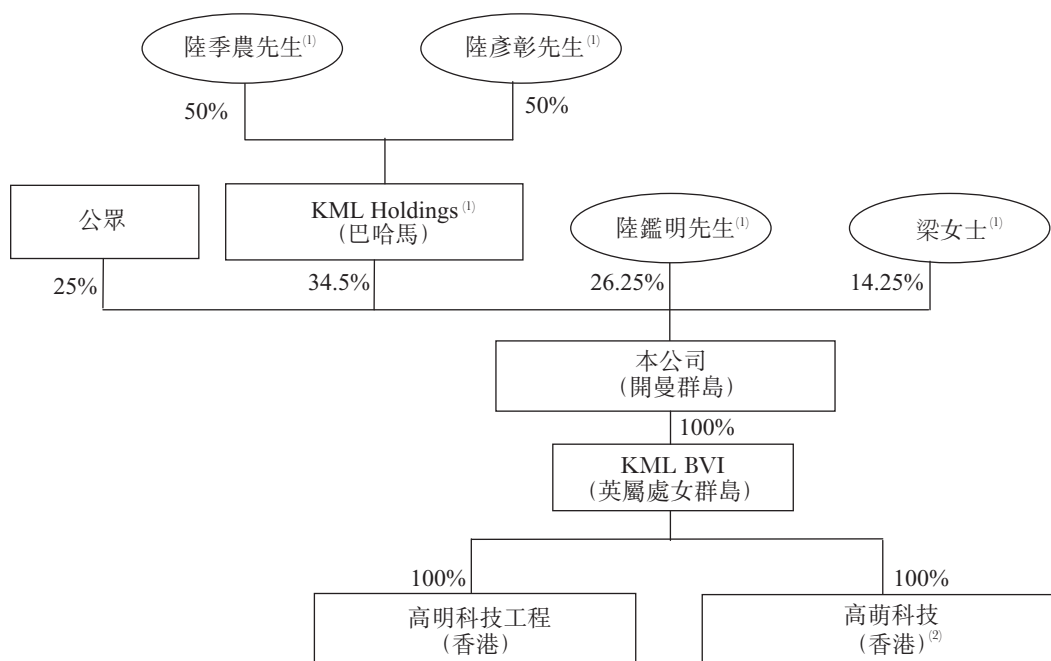 陸季農先生(1)
陸彥彰先生(1)
50%
50%
公眾
KML Holdings(1)
(巴哈馬)
陸鑑明先生(1)
梁女士(1)
25%
34.5%
26.25%
14.25%
本公司
(開曼群島)
100%
KML BVI
(英屬處女群島)
100%
100%
高明科技工程
(香港)
高萌科技
(香港)(2)